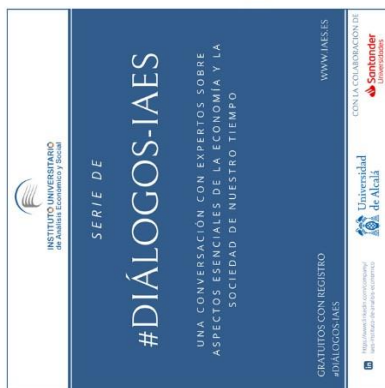 INSTITUTO UNIVERSITARIO
de Análisis Económico y Social
SERIE DE
#DIÁLOGOS-IAES
UNA CONVERSACIÓN CON EXPERTOS SOBRE
ASPECTOS ESENCIALES DE LA ECONOMÍA Y LA
SOCIEDAD DE NUESTRO TIEMPO
GRATUITOS CON REGISTRO
#DIÁLOGOS-IAES
WWW.IAES.ES
CON LA COLABORACIÓN DE
in
Universidad
de Alcalá
Santander
Universidades